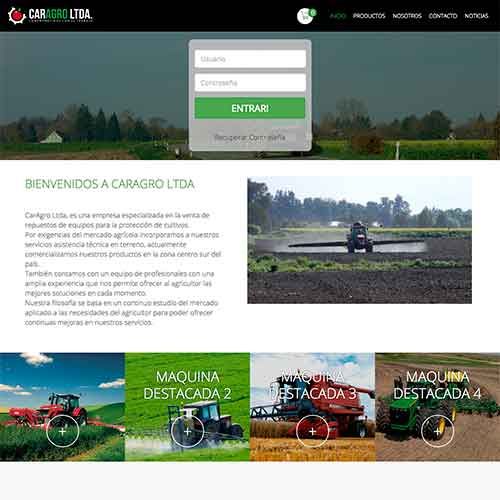 CARAGRO LTDA.
0
INICIO PRODUCTOS NOSOTROS CONTACTO NOTICIAS
Usuario
Contraseña
ENTRAR!
Recuperar Contraseña
BIENVENIDOS A CARAGRO LTDA
CarAgro Ltda, es una empresa especializada en la venta de
repuestos de equipos para la protección de cultivos.
Por exigencias del mercado agrícola incorporamos a nuestros
servicios asistencia técnica en terreno, actualmente
comercializamos nuestros productos en la zona centro sur del
país.
También contamos con un equipo de profesionales con una
amplia experiencia que nos permite ofrecer al agricultor las
mejores soluciones en cada momento.
Nuestra filosofía se basa en un continuo estudio del mercado
aplicado a las necesidades del agricultor para poder ofrecer
continuas mejoras en nuestros servicios.
MAQUINA
DESTACADA 2
MAQUINA
DESTACADA 3
MAQUINA
DESTACADA 4
+ + + +